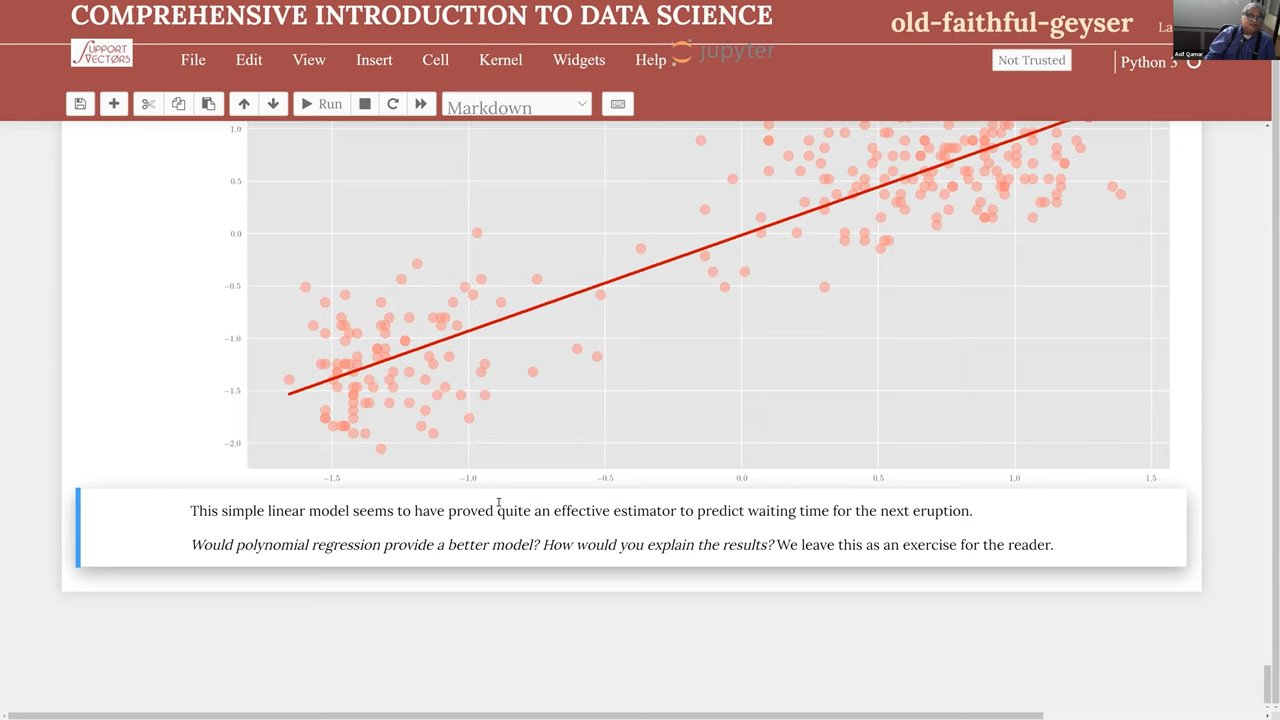 COMPREHENSIVE INTRODUCTION TO DATA SCIENCE
old-faithful-geyser
La
Asif Qamar
SUPPORT VECTORS
File Edit View Insert Cell Kernel Widgets Help
jupyter
Not Trusted
Python 3
Run
Markdown
1.0
0.5
0.0
−0.5
−1.0
−1.5
−2.0
−1.5 −1.0 −0.5 0.0 0.5 1.0 1.5
This simple linear model seems to have proved quite an effective estimator to predict waiting time for the next eruption.
Would polynomial regression provide a better model? How would you explain the results? We leave this as an exercise for the reader.